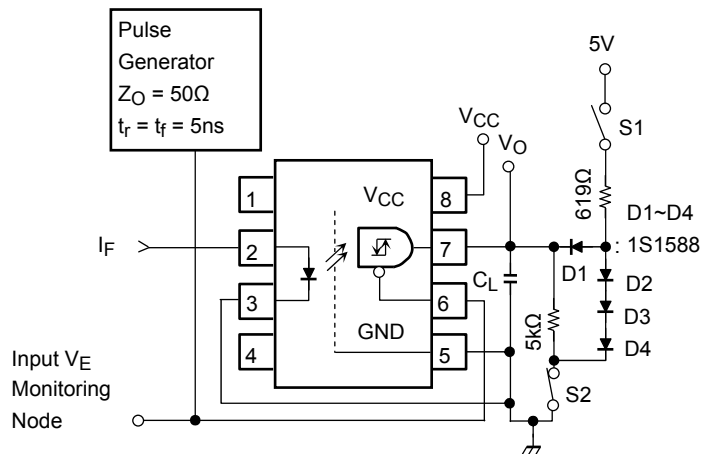 Pulse
Generator
ZO = 50Ω
tr = tf = 5ns
5V
S1
VCC
VO
619Ω
1
VCC
8
D1~D4
: 1S1588
IF
2
7
D1
D2
CL
3
6
5kΩ
D3
GND
4
5
D4
S2
Input VE
Monitoring
Node